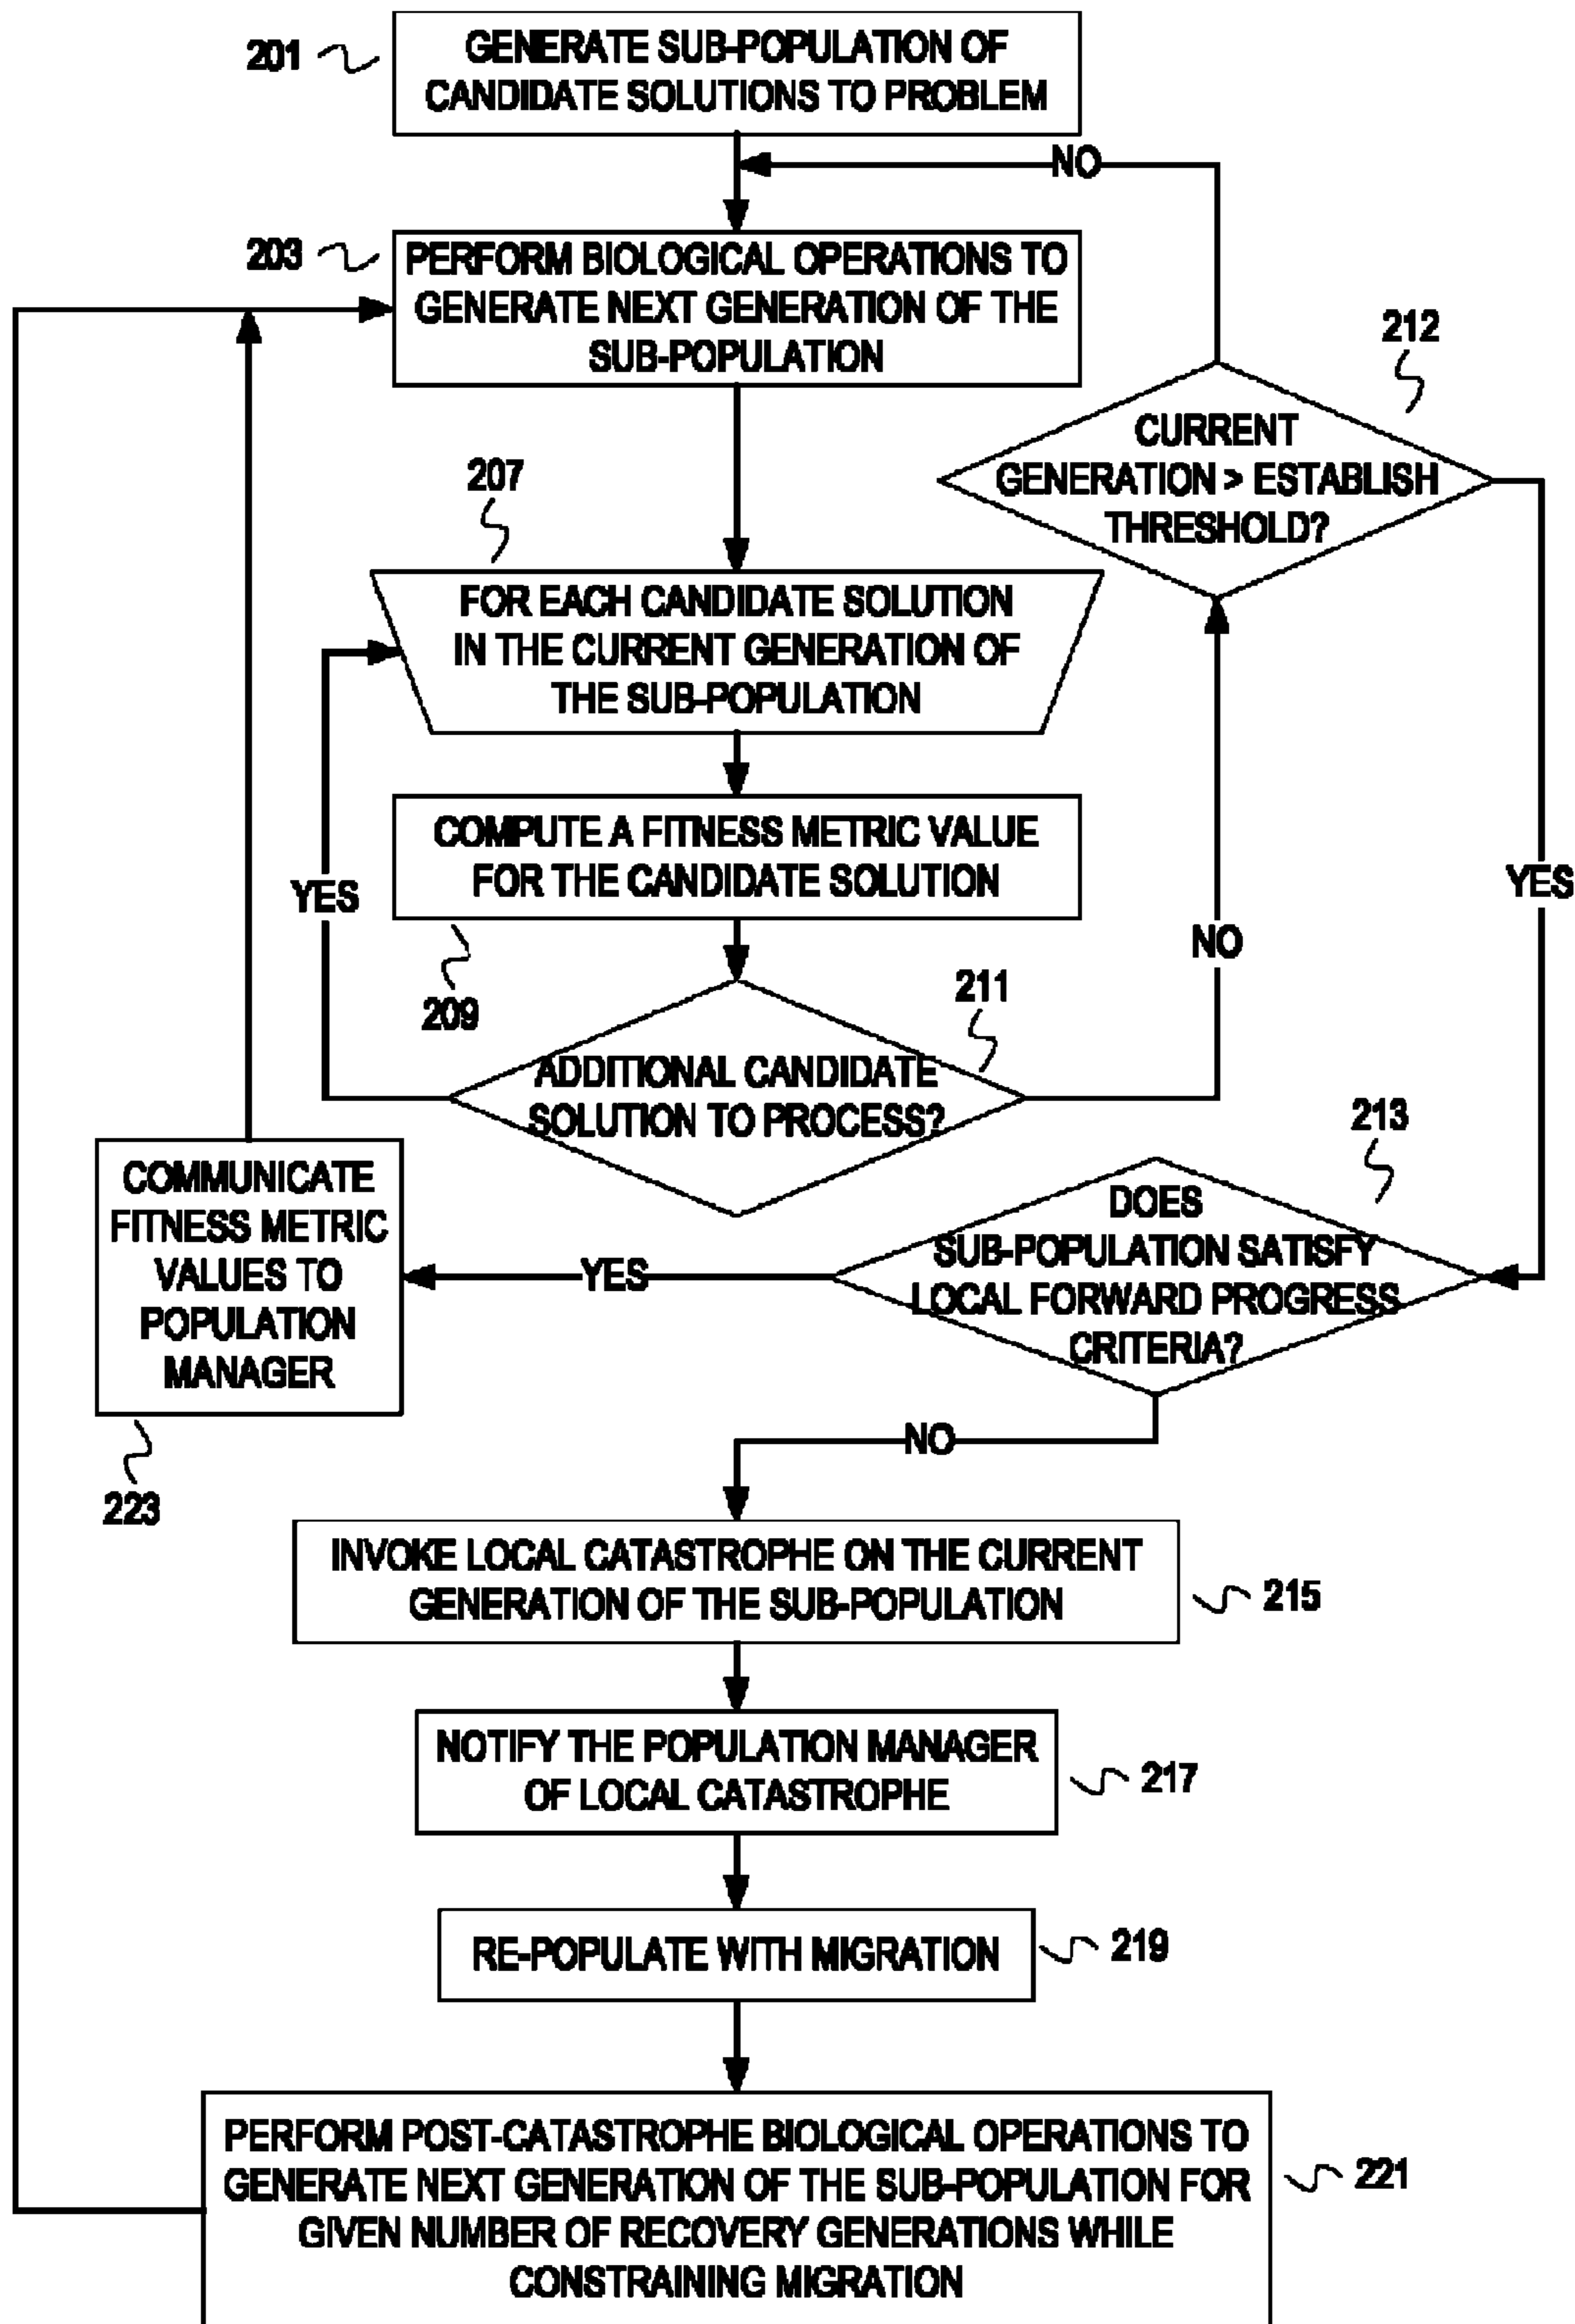 201
GENERATE SUB-POPULATION OF
CANDIDATE SOLUTIONS TO PROBLEM
NO
203
PERFORM BIOLOGICAL OPERATIONS TO
GENERATE NEXT GENERATION OF THE
SUB-POPULATION
212
CURRENT
GENERATION > ESTABLISH
THRESHOLD?
207
FOR EACH CANDIDATE SOLUTION
IN THE CURRENT GENERATION OF
THE SUB-POPULATION
COMPUTE A FITNESS METRIC VALUE
FOR THE CANDIDATE SOLUTION
YES
YES
NO
209
211
ADDITIONAL CANDIDATE
SOLUTION TO PROCESS?
213
DOES
SUB-POPULATION SATISFY
LOCAL FORWARD PROGRESS
CRITERIA?
YES
COMMUNICATE
FITNESS METRIC
VALUES TO
POPULATION
MANAGER
223
NO
INVOKE LOCAL CATASTROPHE ON THE CURRENT
GENERATION OF THE SUB-POPULATION
215
NOTIFY THE POPULATION MANAGER
OF LOCAL CATASTROPHE
217
RE-POPULATE WITH MIGRATION
219
PERFORM POST-CATASTROPHE BIOLOGICAL OPERATIONS TO
GENERATE NEXT GENERATION OF THE SUB-POPULATION FOR
GIVEN NUMBER OF RECOVERY GENERATIONS WHILE
CONSTRAINING MIGRATION
221